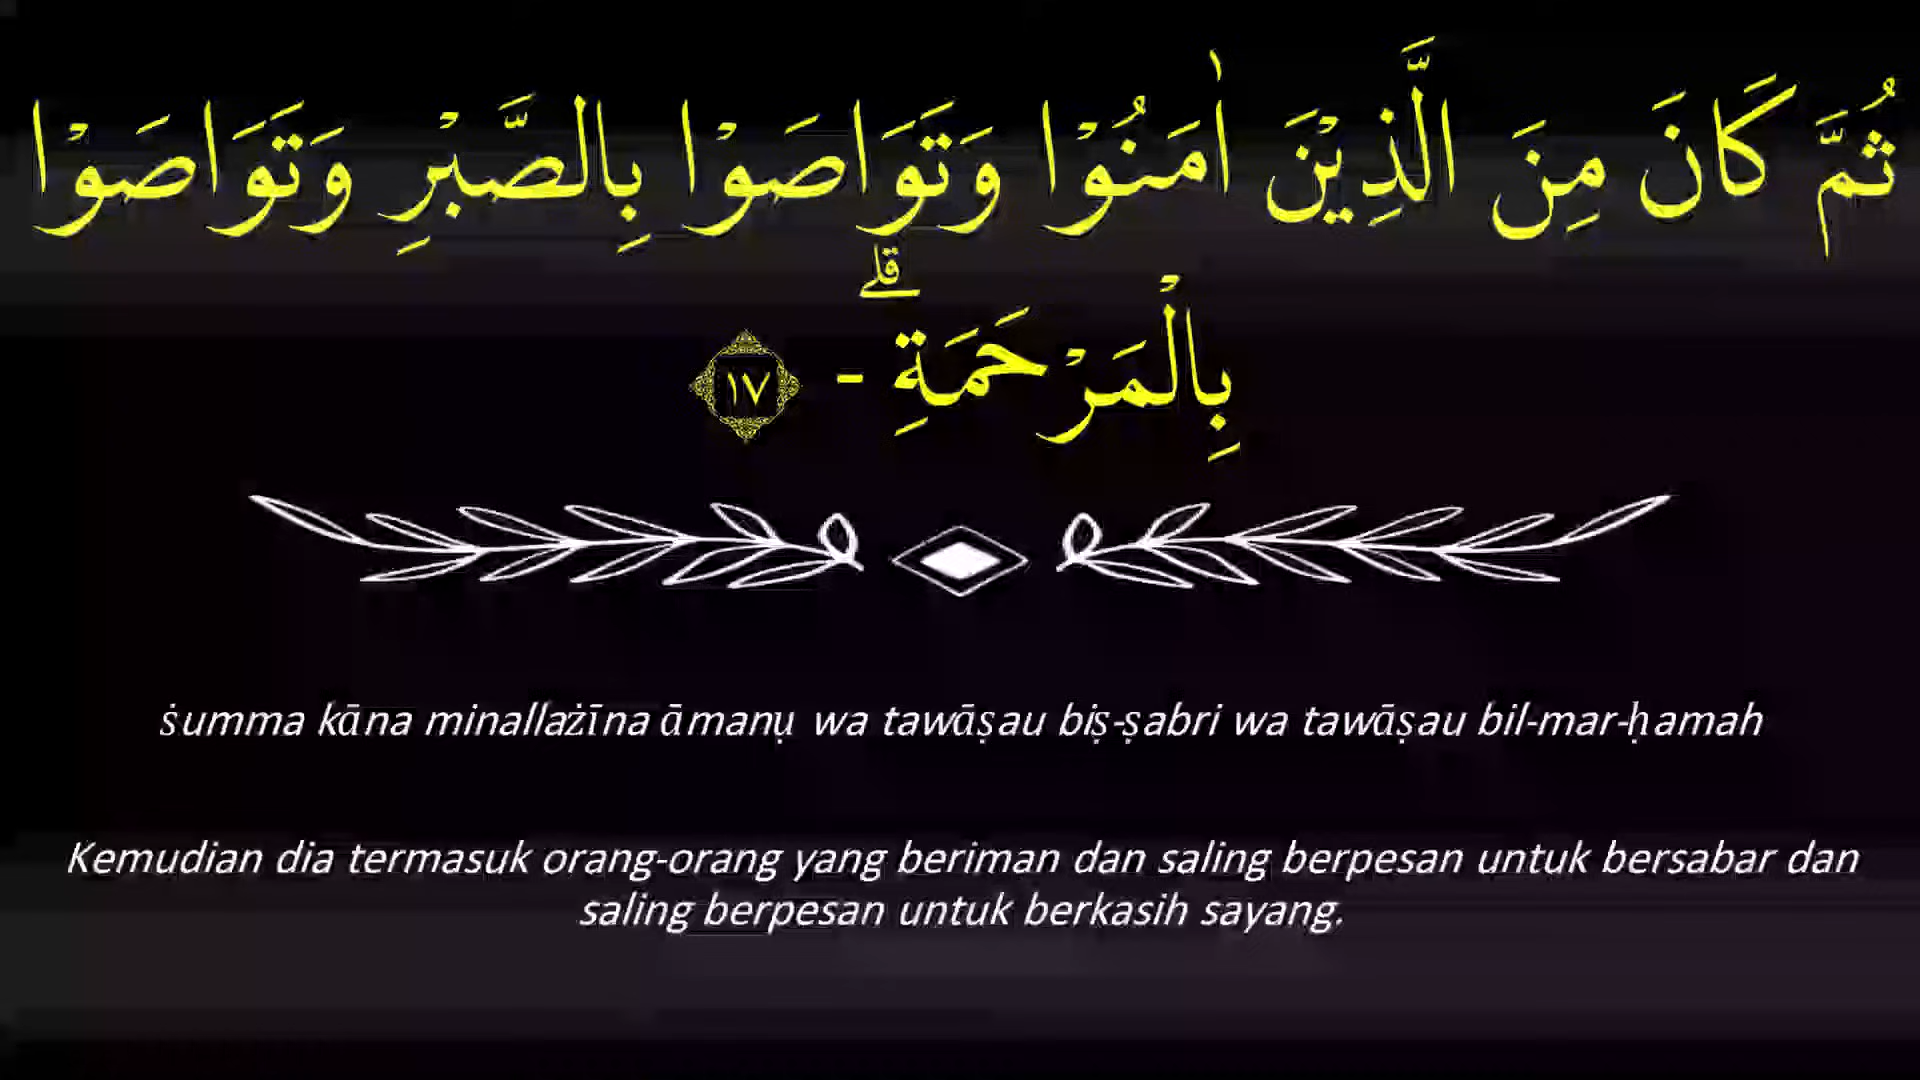 ثُمَّ كَانَ مِنَ الَّذِيْنَ اٰمَنُوْا وَتَوَاصَوْا بِالصَّبْرِ وَتَوَاصَوْا
بِالْمَرْحَمَةِۗ - ١٧
ṡumma kāna minallażīna āmanụ wa tawāṣau biṣ-ṣabri wa tawāṣau bil-mar-ḥamah
Kemudian dia termasuk orang-orang yang beriman dan saling berpesan untuk bersabar dan
saling berpesan untuk berkasih sayang.